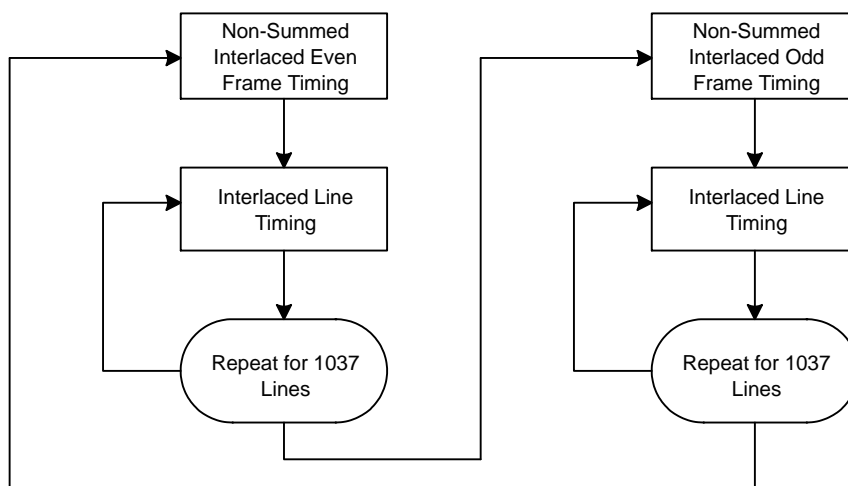 Non-Summed
Interlaced Even
Frame Timing
Interlaced Line
Timing
Repeat for 1037
Lines
Non-Summed
Interlaced Odd
Frame Timing
Interlaced Line
Timing
Repeat for 1037
Lines